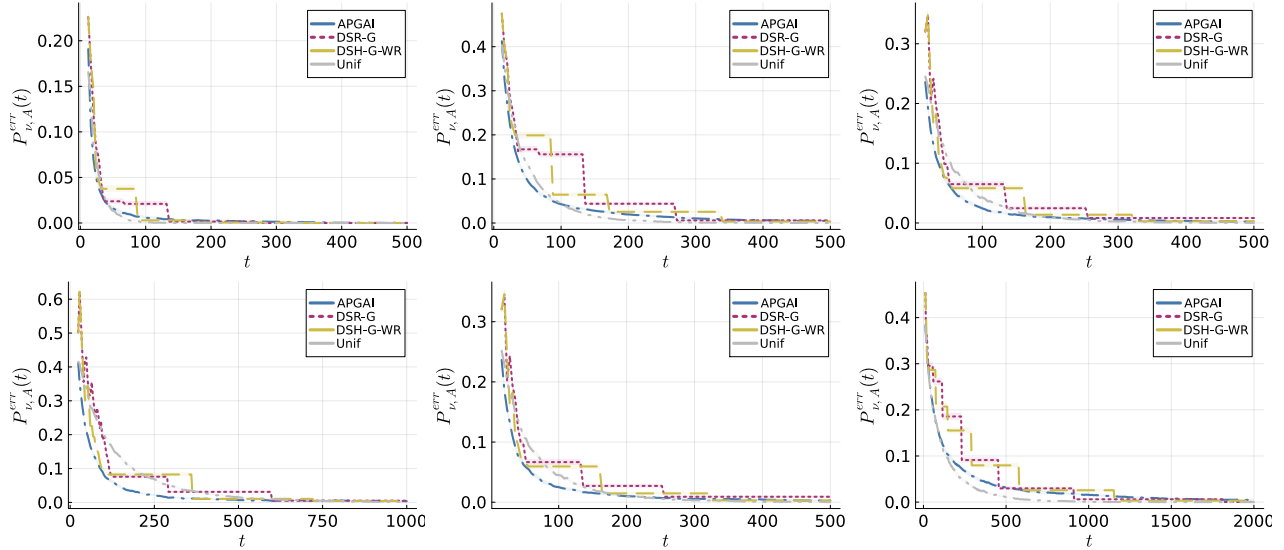 0.20
0.15
0.10
0.05
0.00
P^{err}_{ν, A}(t)
0
100
200
300
400
500
t
APGAI
DSR-G
DSH-G-WR
Unif
0.4
0.3
0.2
0.1
0.0
P^{err}_{ν, A}(t)
0
100
200
300
400
500
t
APGAI
DSR-G
DSH-G-WR
Unif
0.3
0.2
0.1
0.0
P^{err}_{ν, A}(t)
100
200
300
400
500
t
APGAI
DSR-G
DSH-G-WR
Unif
0.6
0.5
0.4
0.3
0.2
0.1
0.0
P^{err}_{ν, A}(t)
0
250
500
750
1000
t
APGAI
DSR-G
DSH-G-WR
Unif
0.3
0.2
0.1
0.0
P^{err}_{ν, A}(t)
100
200
300
400
500
t
APGAI
DSR-G
DSH-G-WR
Unif
0.4
0.3
0.2
0.1
0.0
P^{err}_{ν, A}(t)
0
500
1000
1500
2000
t
APGAI
DSR-G
DSH-G-WR
Unif